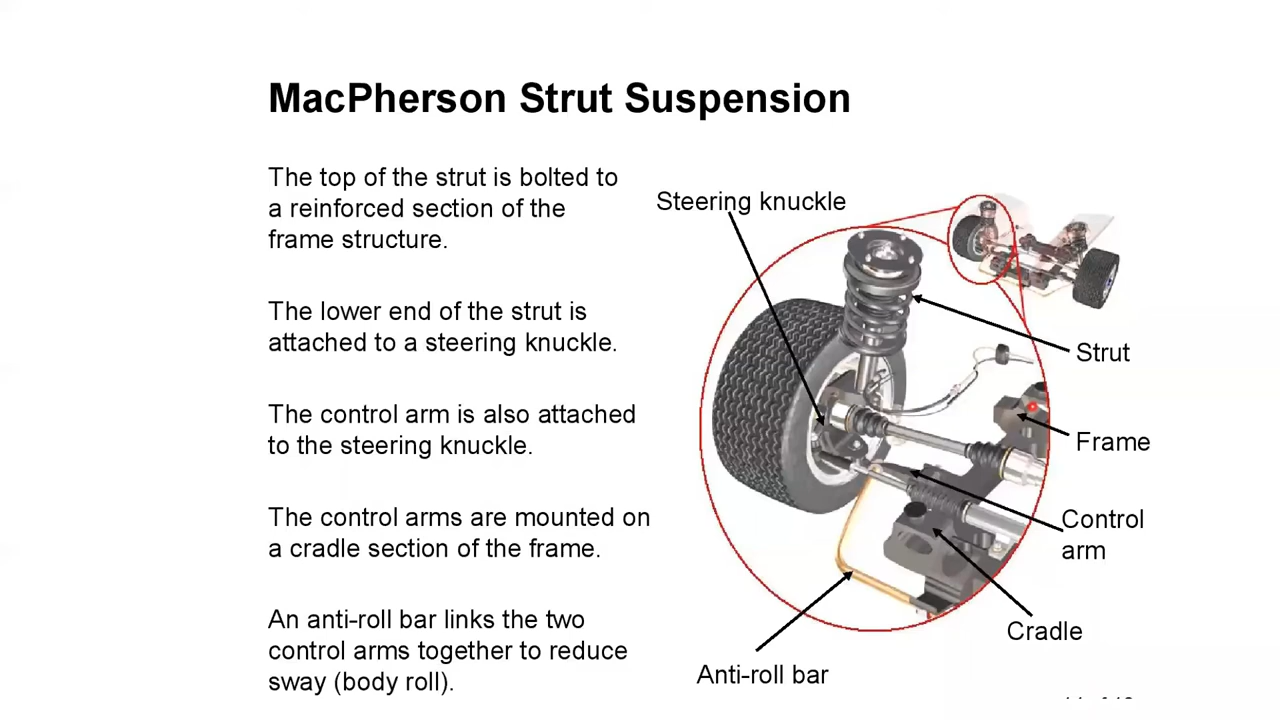 MacPherson Strut Suspension
The top of the strut is bolted to
a reinforced section of the
frame structure.
The lower end of the strut is
attached to a steering knuckle.
The control arm is also attached
to the steering knuckle.
The control arms are mounted on
a cradle section of the frame.
An anti-roll bar links the two
control arms together to reduce
sway (body roll).
Steering knuckle
Strut
Frame
Control
arm
Cradle
Anti-roll bar